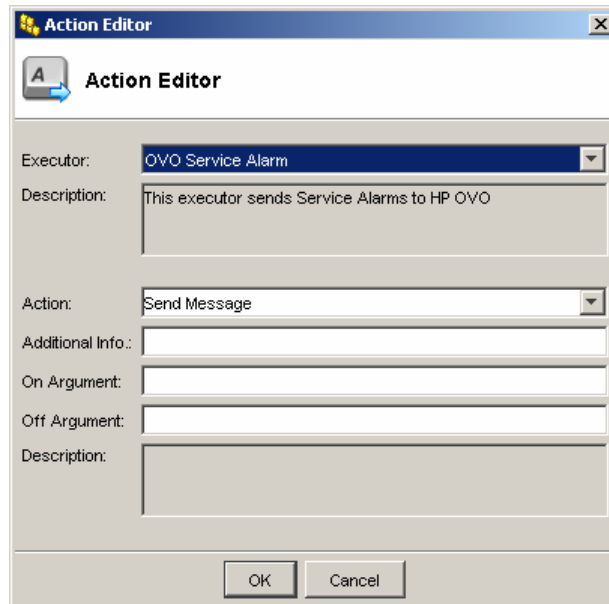 Action Editor
A
Action Editor
Executor: OVO Service Alarm
Description: This executor sends Service Alarms to HP OVO
Action: Send Message
Additional Info.:
On Argument:
Off Argument:
Description:
OK Cancel